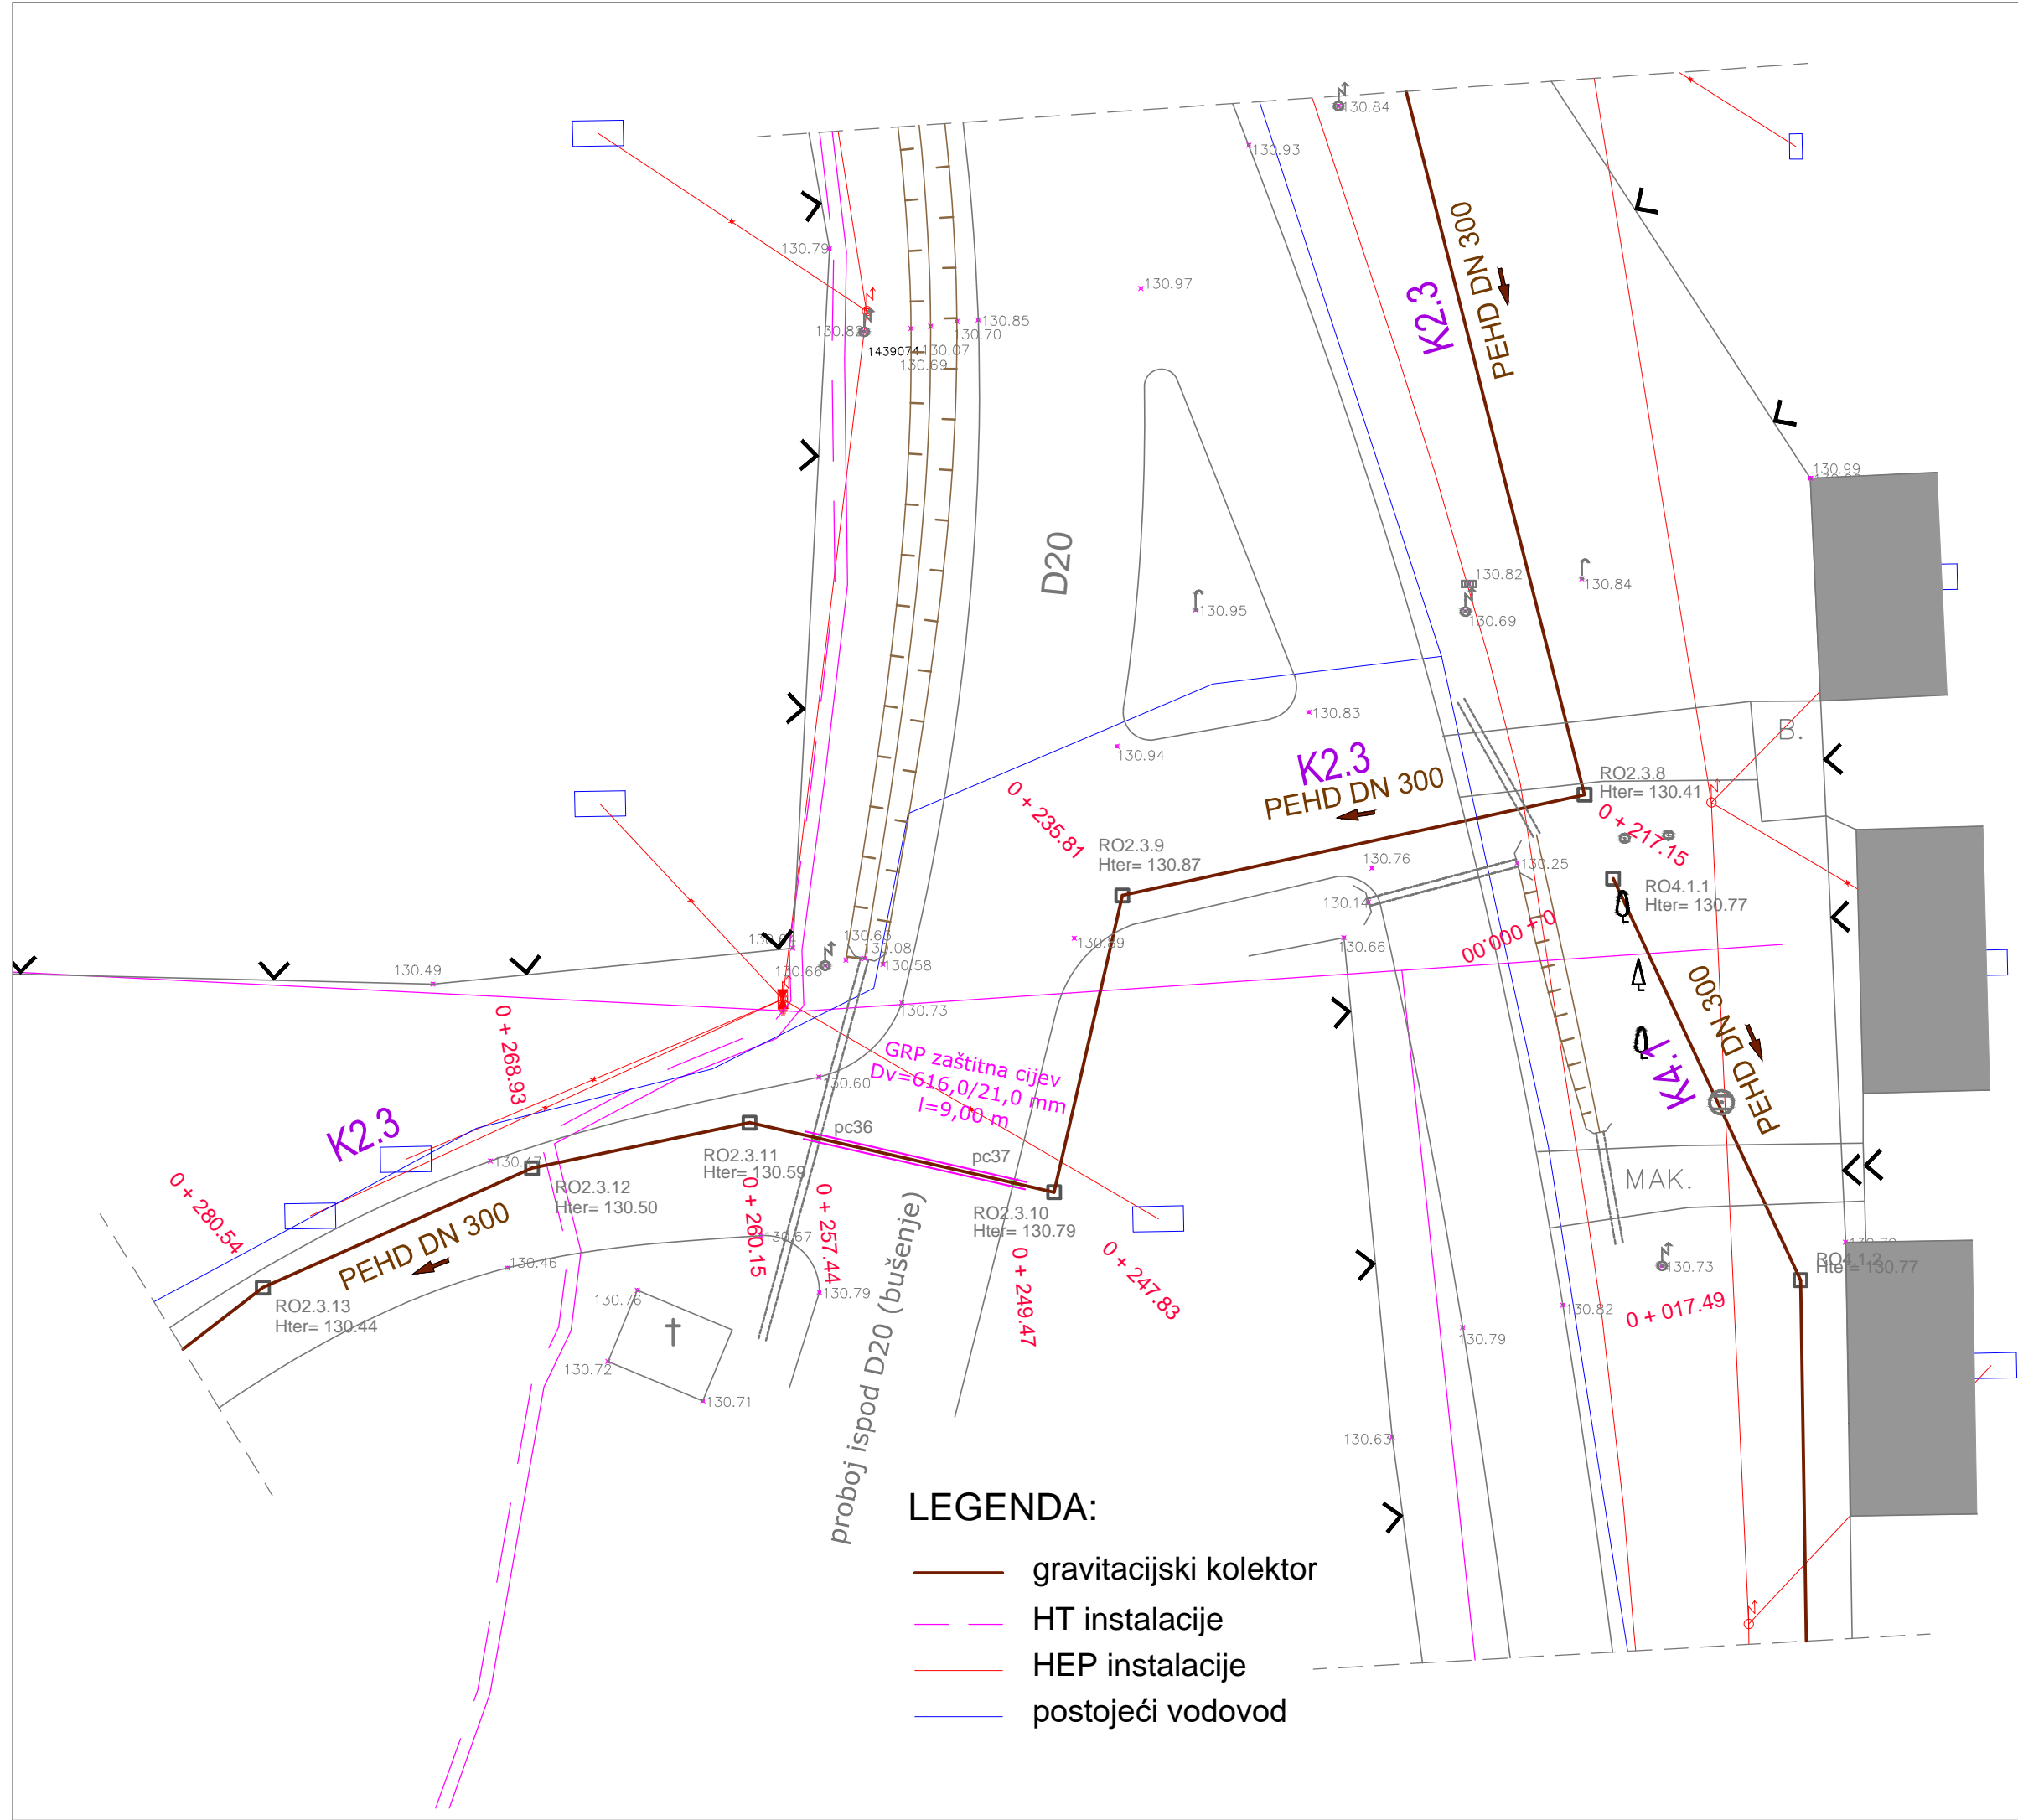 130.84
130.93
130.79
130.97
130.82
130.85
130.70
1439074
130.07
130.69
K2.3
PEHD DN 300
130.99
D20
130.82
130.84
130.95
130.69
130.83
130.94
B.
K2.3
PEHD DN 300
RO2.3.8
Hter= 130.41
0 + 217.15
0 + 235.81
RO2.3.9
Hter= 130.87
130.76
130.25
RO4.1.1
Hter= 130.77
130.14
0+ 000.00
130.66
130.63
130.08
130.58
130.66
130.49
130.73
0 + 268.93
GRP zaštitna cijev
Dv=616,0/21,0 mm
l=9,00 m
130.60
K4.1
PEHD DN 300
K2.3
pc36
pc37
RO2.3.11
Hter= 130.59
130.47
RO2.3.12
Hter= 130.50
MAK.
0 + 280.54
PEHD DN 300
0 + 260.15
0 + 257.44
RO2.3.10
Hter= 130.79
130.67
0 + 249.47
0 + 247.83
130.46
130.73
RO4.1.2
Hter= 130.77
RO2.3.13
Hter= 130.44
130.76
130.79
130.82
0 + 017.49
130.79
130.72
130.71
130.63
proboj ispod D20 (bušenje)
LEGENDA:
gravitacijski kolektor
HT instalacije
HEP instalacije
postojeći vodovod